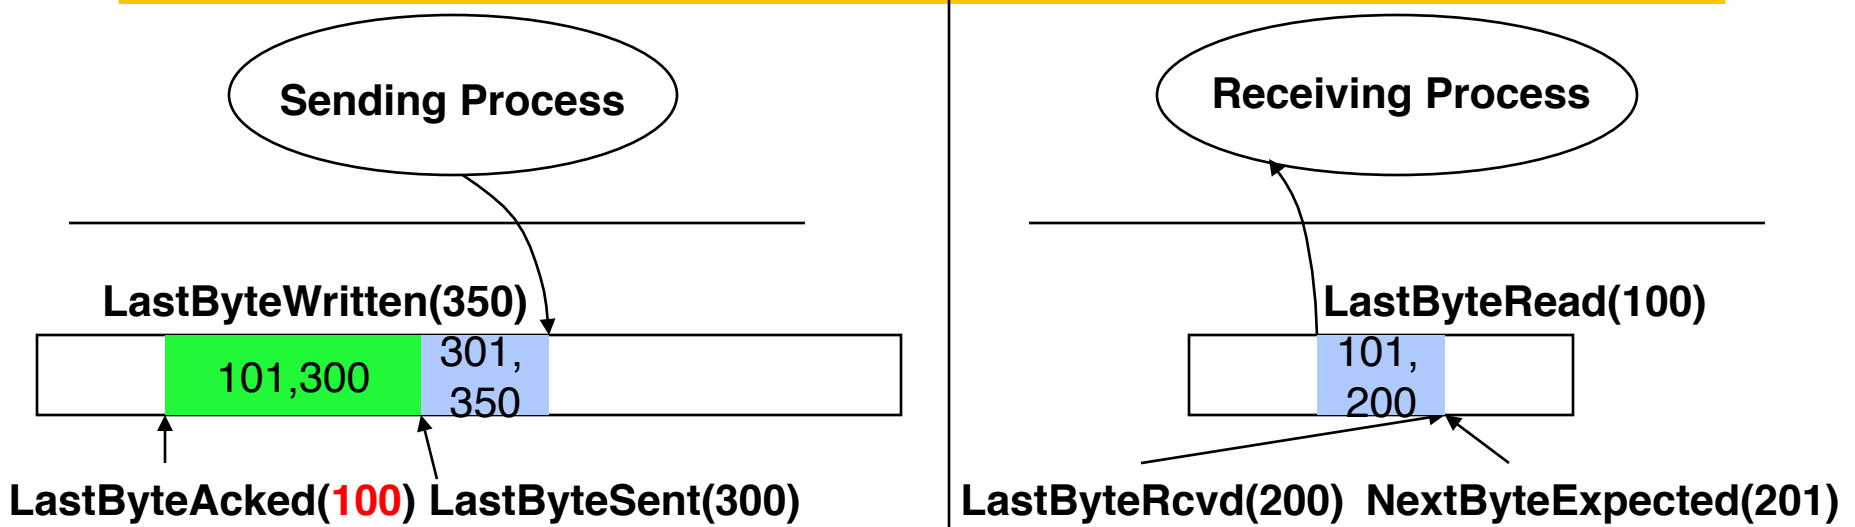 Sending Process
Receiving Process
LastByteWritten(350)
LastByteRead(100)
101,300
301,
350
101,
200
LastByteAcked(100) LastByteSent(300)
LastByteRcvd(200) NextByteExpected(201)